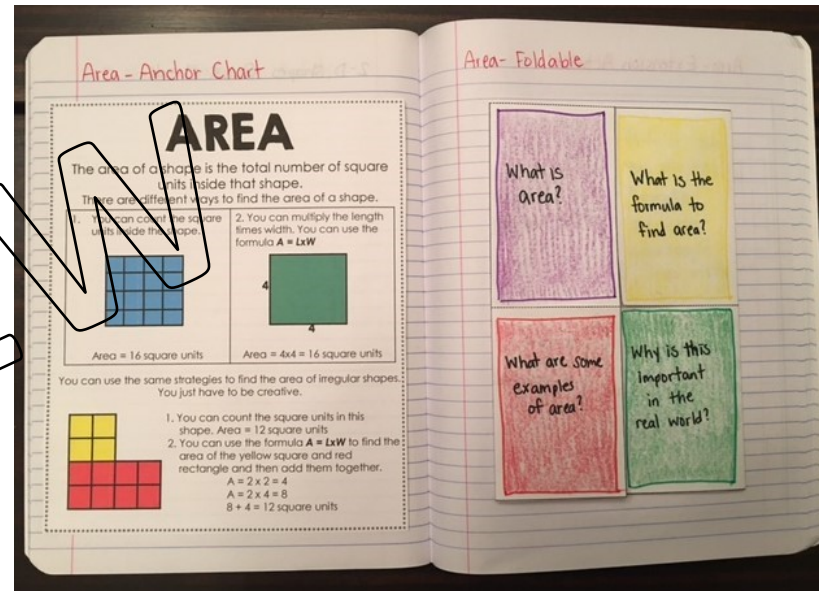 Area - Anchor Chart
AREA
The area of a shape is the total number of square
units inside that shape.
There are different ways to find the area of a shape.
1. You can count the square
units inside the shape.
Area = 16 square units
2. You can multiply the length
times width. You can use the
formula A = LxW
4
4
Area = 4x4 = 16 square units
You can use the same strategies to find the area of irregular shapes.
You just have to be creative.
1. You can count the square units in this
shape. Area = 12 square units
2. You can use the formula A = LxW to find the
area of the yellow square and red
rectangle and then add them together.
A = 2 x 2 = 4
A = 2 x 4 = 8
8 + 4 = 12 square units
Area - Foldable
What is
area?
What is the
formula to
find area?
What are some
examples
of area?
Why is this
important
in the
real world?
W